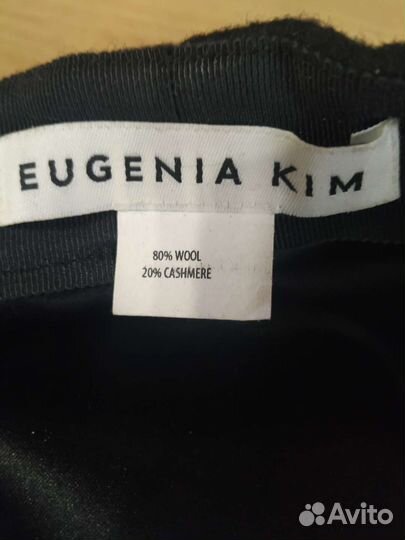 EUGENIA KIM
80% WOOL
20% CASHMERE
Avito